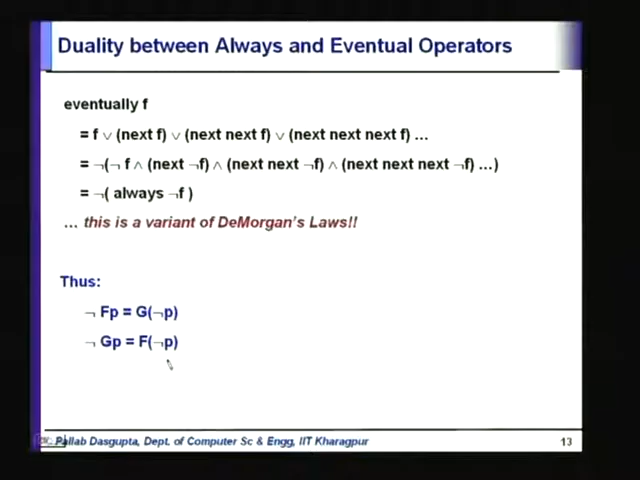 Duality between Always and Eventual Operators
eventually f
= f ∨ (next f) ∨ (next next f) ∨ (next next next f) ...
= ¬(¬ f ∧ (next ¬f) ∧ (next next ¬f) ∧ (next next next ¬f) ...)
= ¬( always ¬f )
... this is a variant of DeMorgan's Laws!!
Thus:
¬ Fp = G(¬p)
¬ Gp = F(¬p)
Pallab Dasgupta, Dept. of Computer Sc & Engg, IIT Kharagpur
13